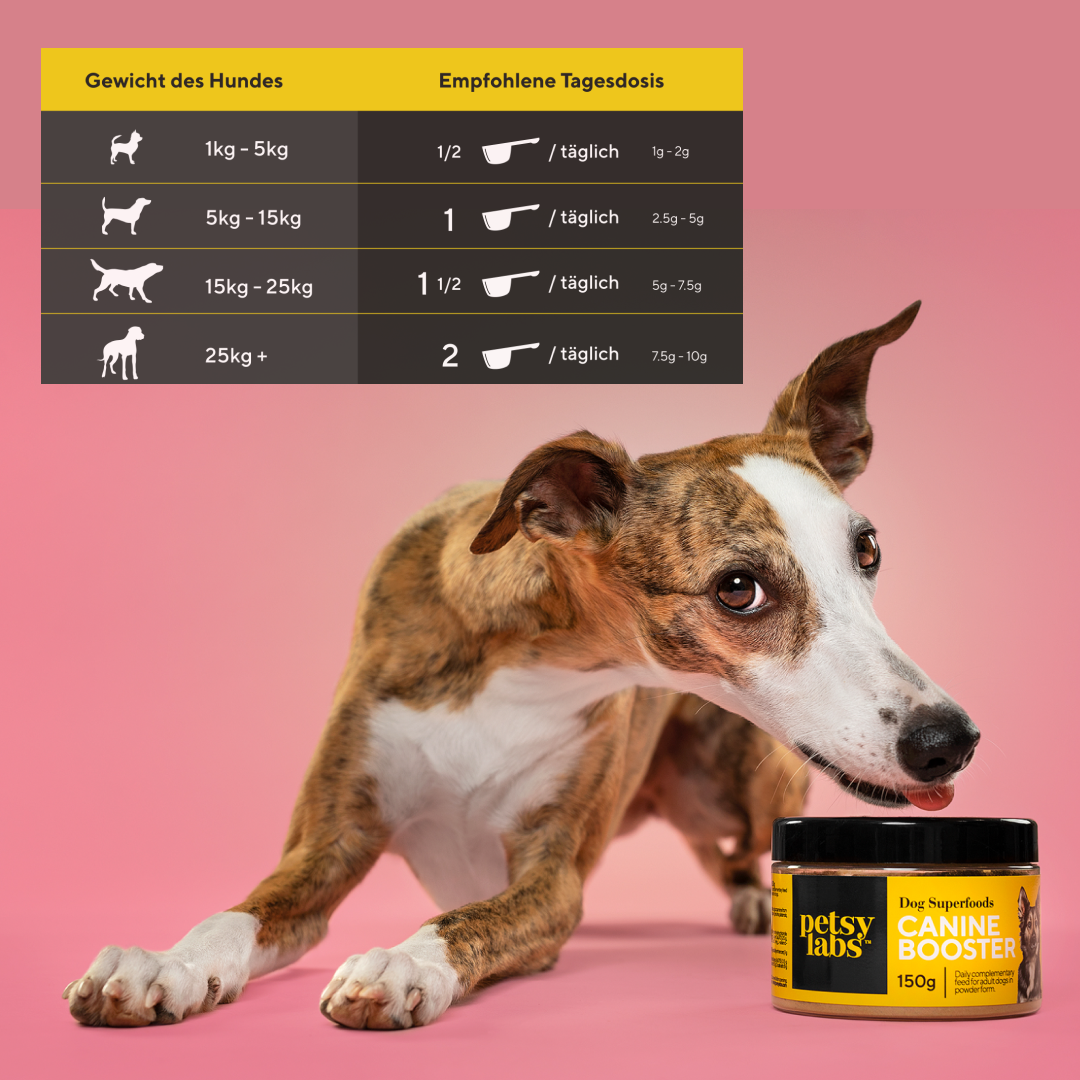 Gewicht des Hundes Empfohlene Tagesdosis
1kg - 5kg 1/2 / täglich 1g - 2g
5kg - 15kg 1 / täglich 2.5g - 5g
15kg - 25kg 1 1/2 / täglich 5g - 7.5g
25kg + 2 / täglich 7.5g - 10g
petsy
labs™
Dog Superfoods
CANINE
BOOSTER
150g
Daily complementary
feed for adult dogs in
powder form.